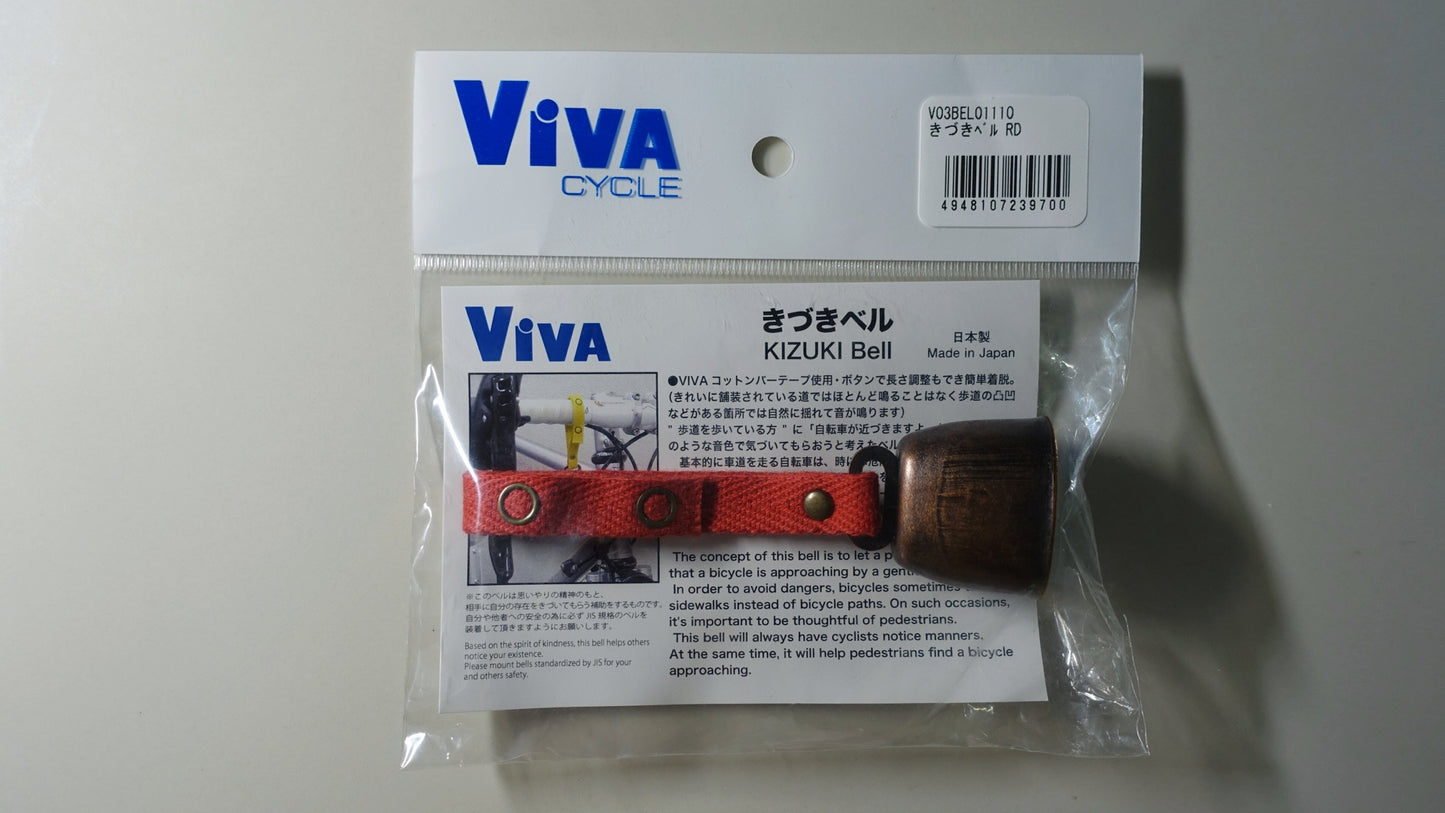 ViVA
CYCLE
V03BEL01110
きづきﾍﾞﾙ RD
4948107239700
ViVA
きづきベル
KIZUKI Bell
日本製
Made in Japan
●VIVA コットンバーテープ使用・ボタンで長さ調整もでき簡単着脱。
(きれいに舗装されている道ではほとんど鳴ることはなく歩道の凸凹
などがある箇所では自然に揺れて音が鳴ります)
" 歩道を歩いている方 " に「自転車が近づきますよ
のような音色で気づいてもらおうと考えたベル
基本的に車道を走る自転車は、時に危
The concept of this bell is to let a
that a bicycle is approaching by a
In order to avoid dangers, bicycles sometimes
sidewalks instead of bicycle paths. On such occasions,
it's important to be thoughtful of pedestrians.
This bell will always have cyclists notice manners.
At the same time, it will help pedestrians find a bicycle
approaching.
※このベルは思いやりの精神のもと、
相手に自分の存在をきづいてもらう補助をするものです。
自分や他者への安全の為に必ず JIS 規格のベルを
装着して頂きますようにお願いします。
Based on the spirit of kindness, this bell helps others
notice your existence.
Please mount bells standardized by JIS for your
and others safety.